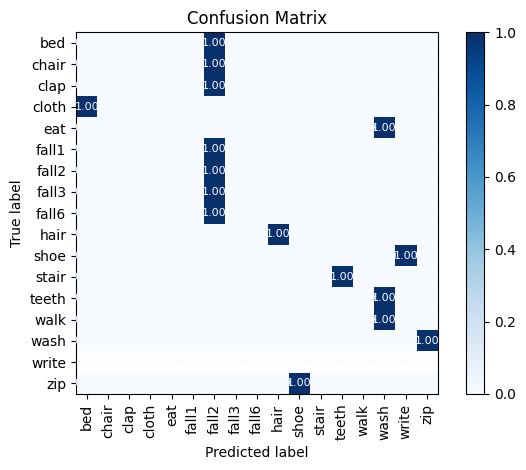 Confusion Matrix
True label
bed 1.00
chair 1.00
clap 1.00
cloth 1.00
eat 1.00
fall1 1.00
fall2 1.00
fall3 1.00
fall6 1.00
hair 1.00
shoe 1.00
stair 1.00
teeth 1.00
walk 1.00
wash 1.00
write
zip 1.00
bed chair clap cloth eat fall1 fall2 fall3 fall6 hair shoe stair teeth walk wash write zip
Predicted label
1.0
0.8
0.6
0.4
0.2
0.0